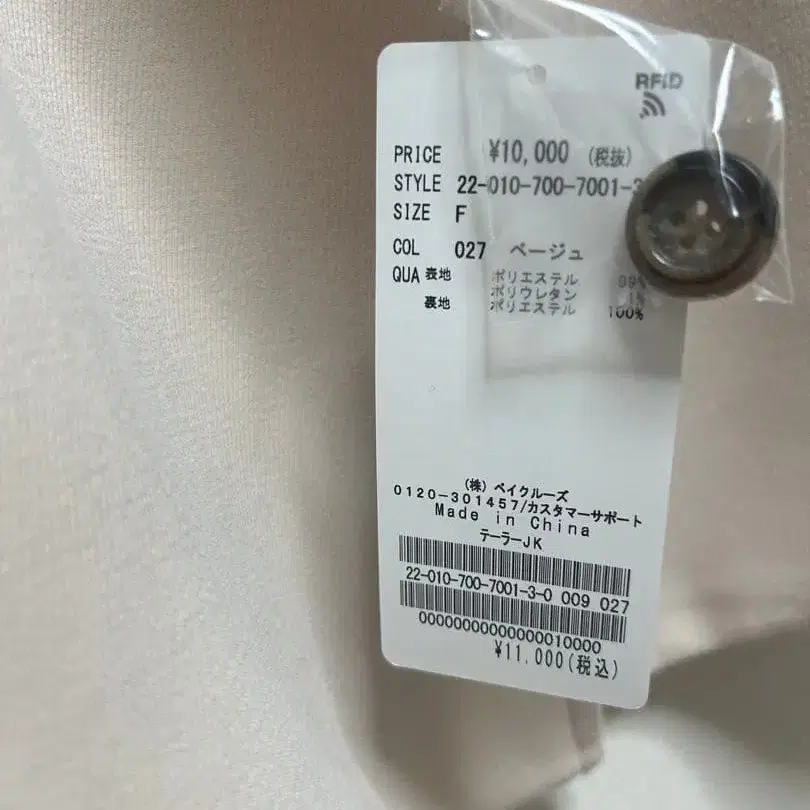 RFID
PRICE ¥10,000 (税抜)
STYLE 22-010-700-7001-3
SIZE F
COL 027 ベージュ
QUA 表地 ポリエステル 99%
ポリウレタン 1%
裏地 ポリエステル 100%
(株) ベイクルーズ
0120-301457/カスタマーサポート
Made in China
テーラーJK
22-010-700-7001-3-0 009 027
00000000000000010000
¥11,000(税込)